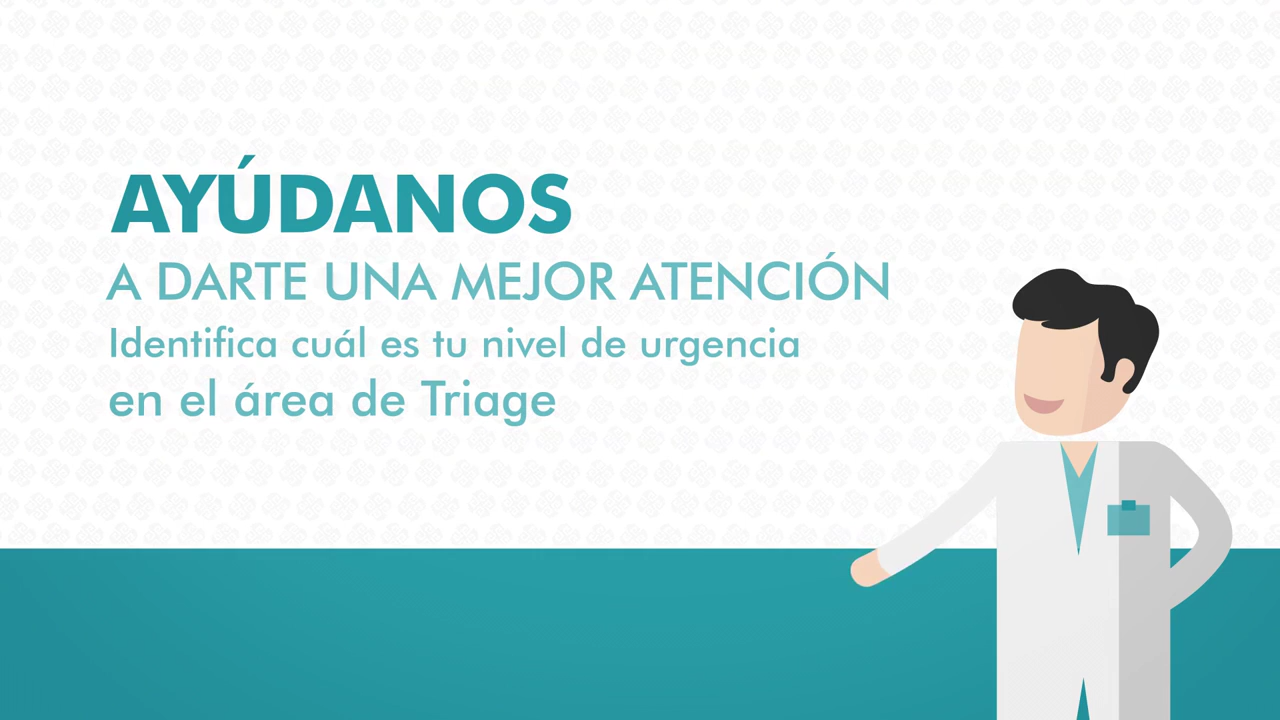 AYÚDANOS
A DARTE UNA MEJOR ATENCIÓN
Identifica cuál es tu nivel de urgencia
en el área de Triage